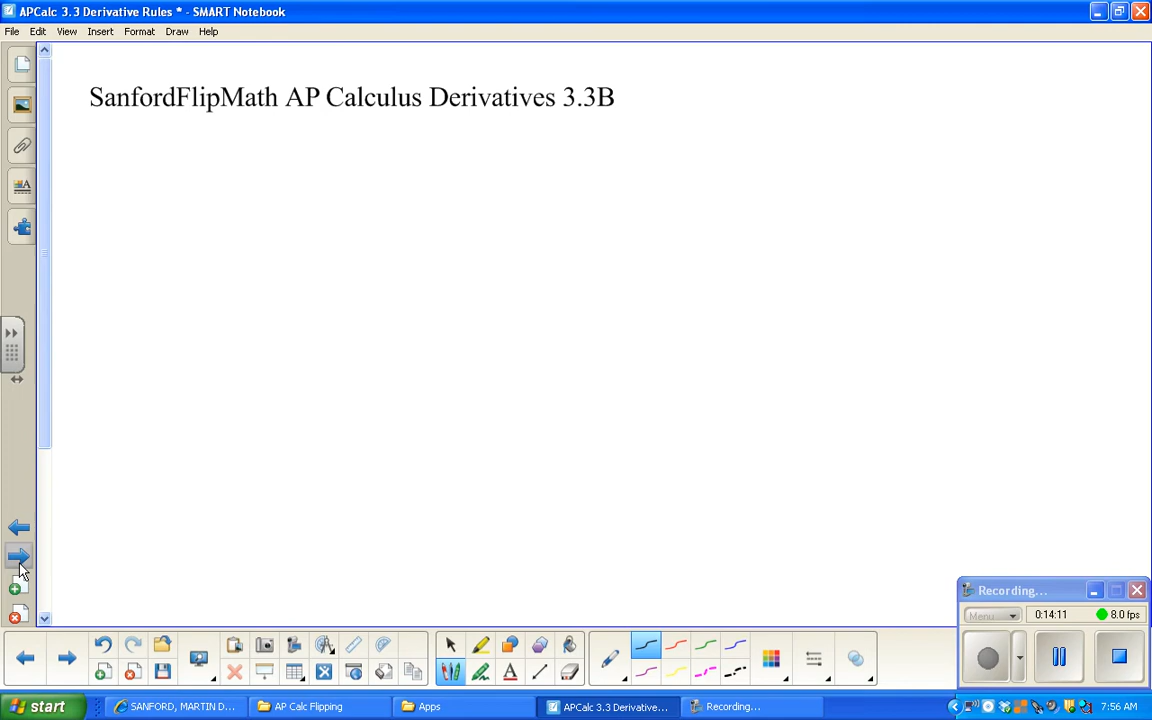 APCalc 3.3 Derivative Rules * - SMART Notebook
File Edit View Insert Format Draw Help
SanfordFlipMath AP Calculus Derivatives 3.3B
Recording...
Menu 0:14:11 8.0 fps
start SANFORD, MARTIN D... AP Calc Flipping Apps APCalc 3.3 Derivative... Recording... 7:56 AM